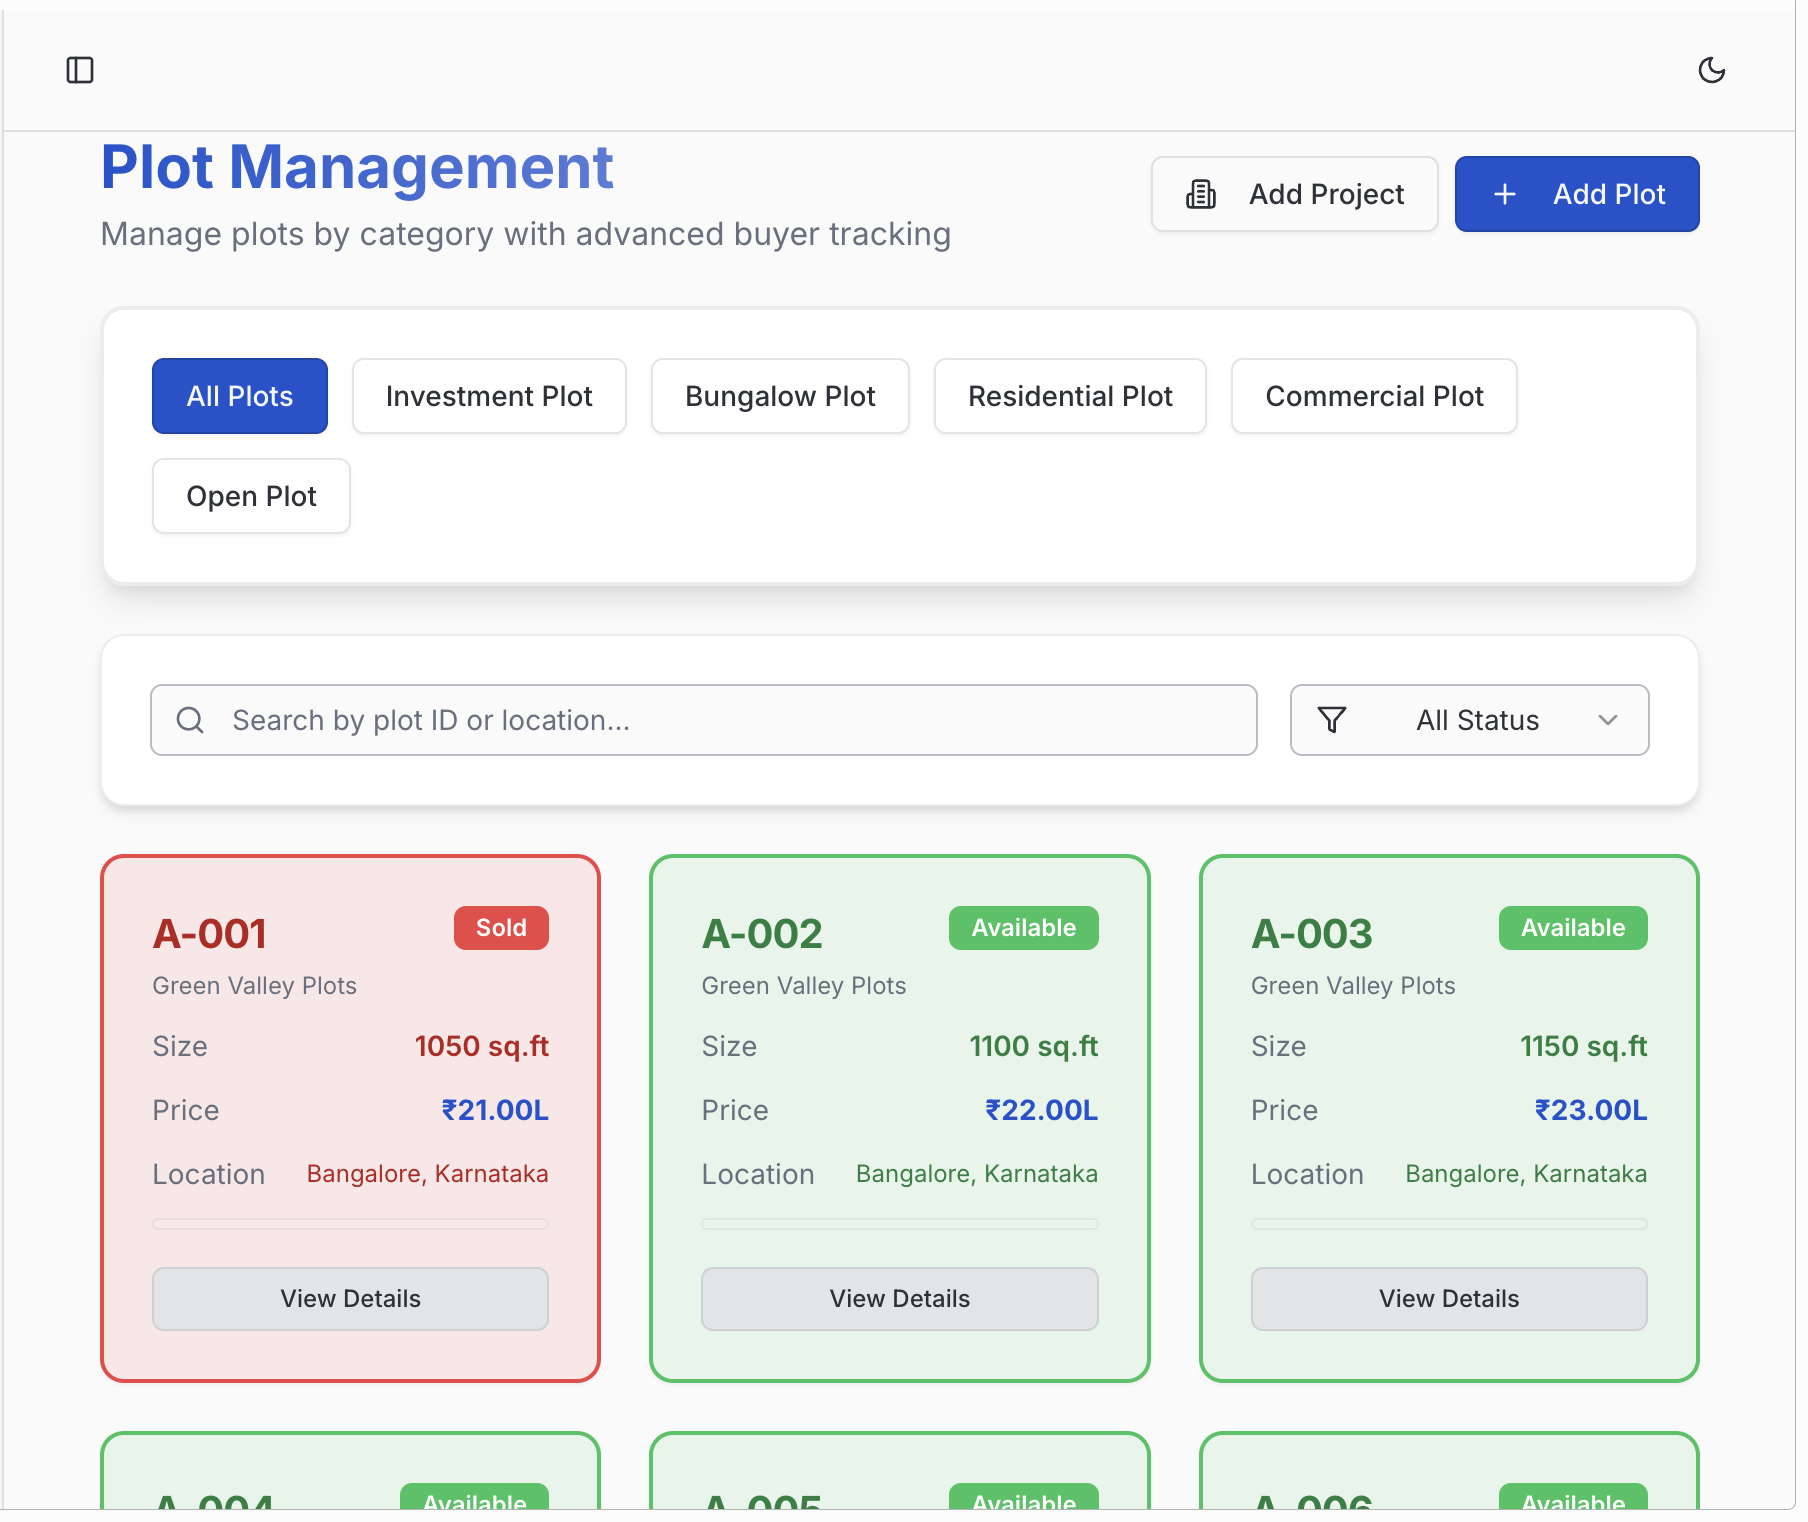 Plot Management
Manage plots by category with advanced buyer tracking
Add Project
Add Plot
All Plots
Investment Plot
Bungalow Plot
Residential Plot
Commercial Plot
Open Plot
Search by plot ID or location...
All Status
A-001
Sold
Green Valley Plots
Size
1050 sq.ft
Price
₹21.00L
Location
Bangalore, Karnataka
View Details
A-002
Available
Green Valley Plots
Size
1100 sq.ft
Price
₹22.00L
Location
Bangalore, Karnataka
View Details
A-003
Available
Green Valley Plots
Size
1150 sq.ft
Price
₹23.00L
Location
Bangalore, Karnataka
View Details
A-004
Available
A-005
Available
A-006
Available